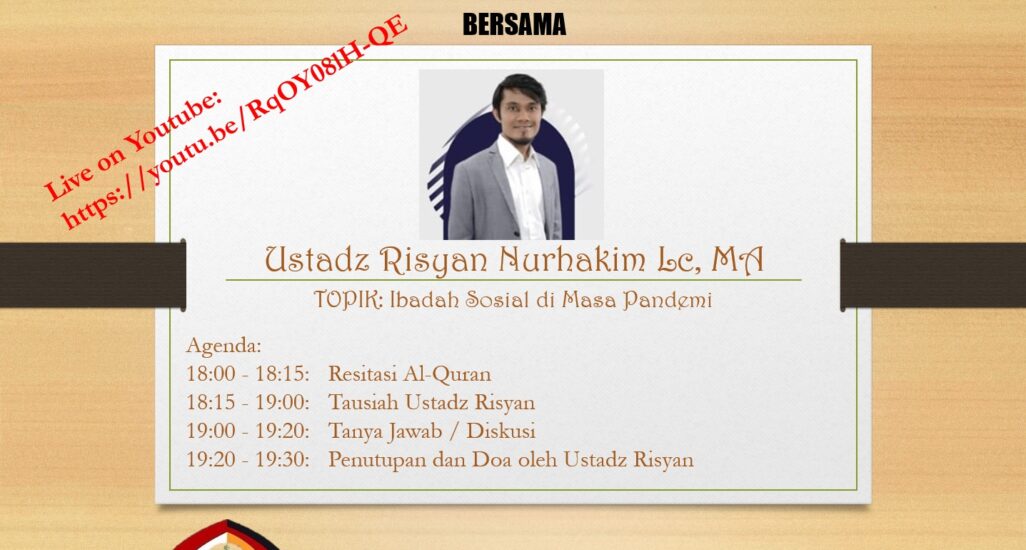 BERSAMA
Live on Youtube:
https://youtu.be/RqOY08lH-QE
Ustadz Risyan Nurhakim Lc, MA
TOPIK: Ibadah Sosial di Masa Pandemi
Agenda:
18:00 - 18:15: Resitasi Al-Quran
18:15 - 19:00: Tausiah Ustadz Risyan
19:00 - 19:20: Tanya Jawab / Diskusi
19:20 - 19:30: Penutupan dan Doa oleh Ustadz Risyan